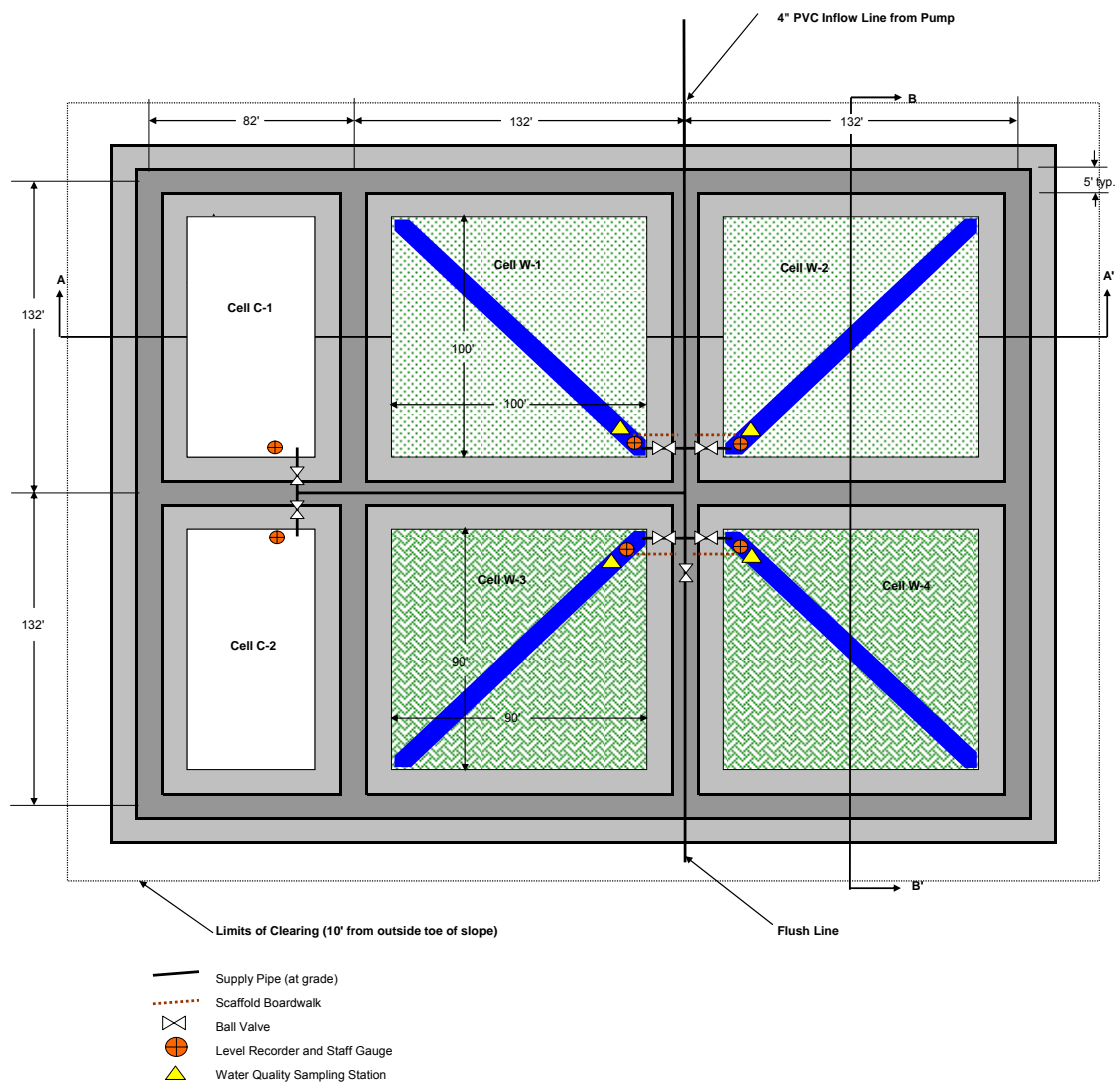 4" PVC Inflow Line from Pump
B
82'
132'
132'
5' typ.
A
A'
Cell W-1
Cell W-2
Cell C-1
132'
100'
100'
Cell W-3
Cell W-4
132'
Cell C-2
90'
90'
B'
Limits of Clearing (10' from outside toe of slope)
Flush Line
Supply Pipe (at grade)
Scaffold Boardwalk
Ball Valve
Level Recorder and Staff Gauge
Water Quality Sampling Station